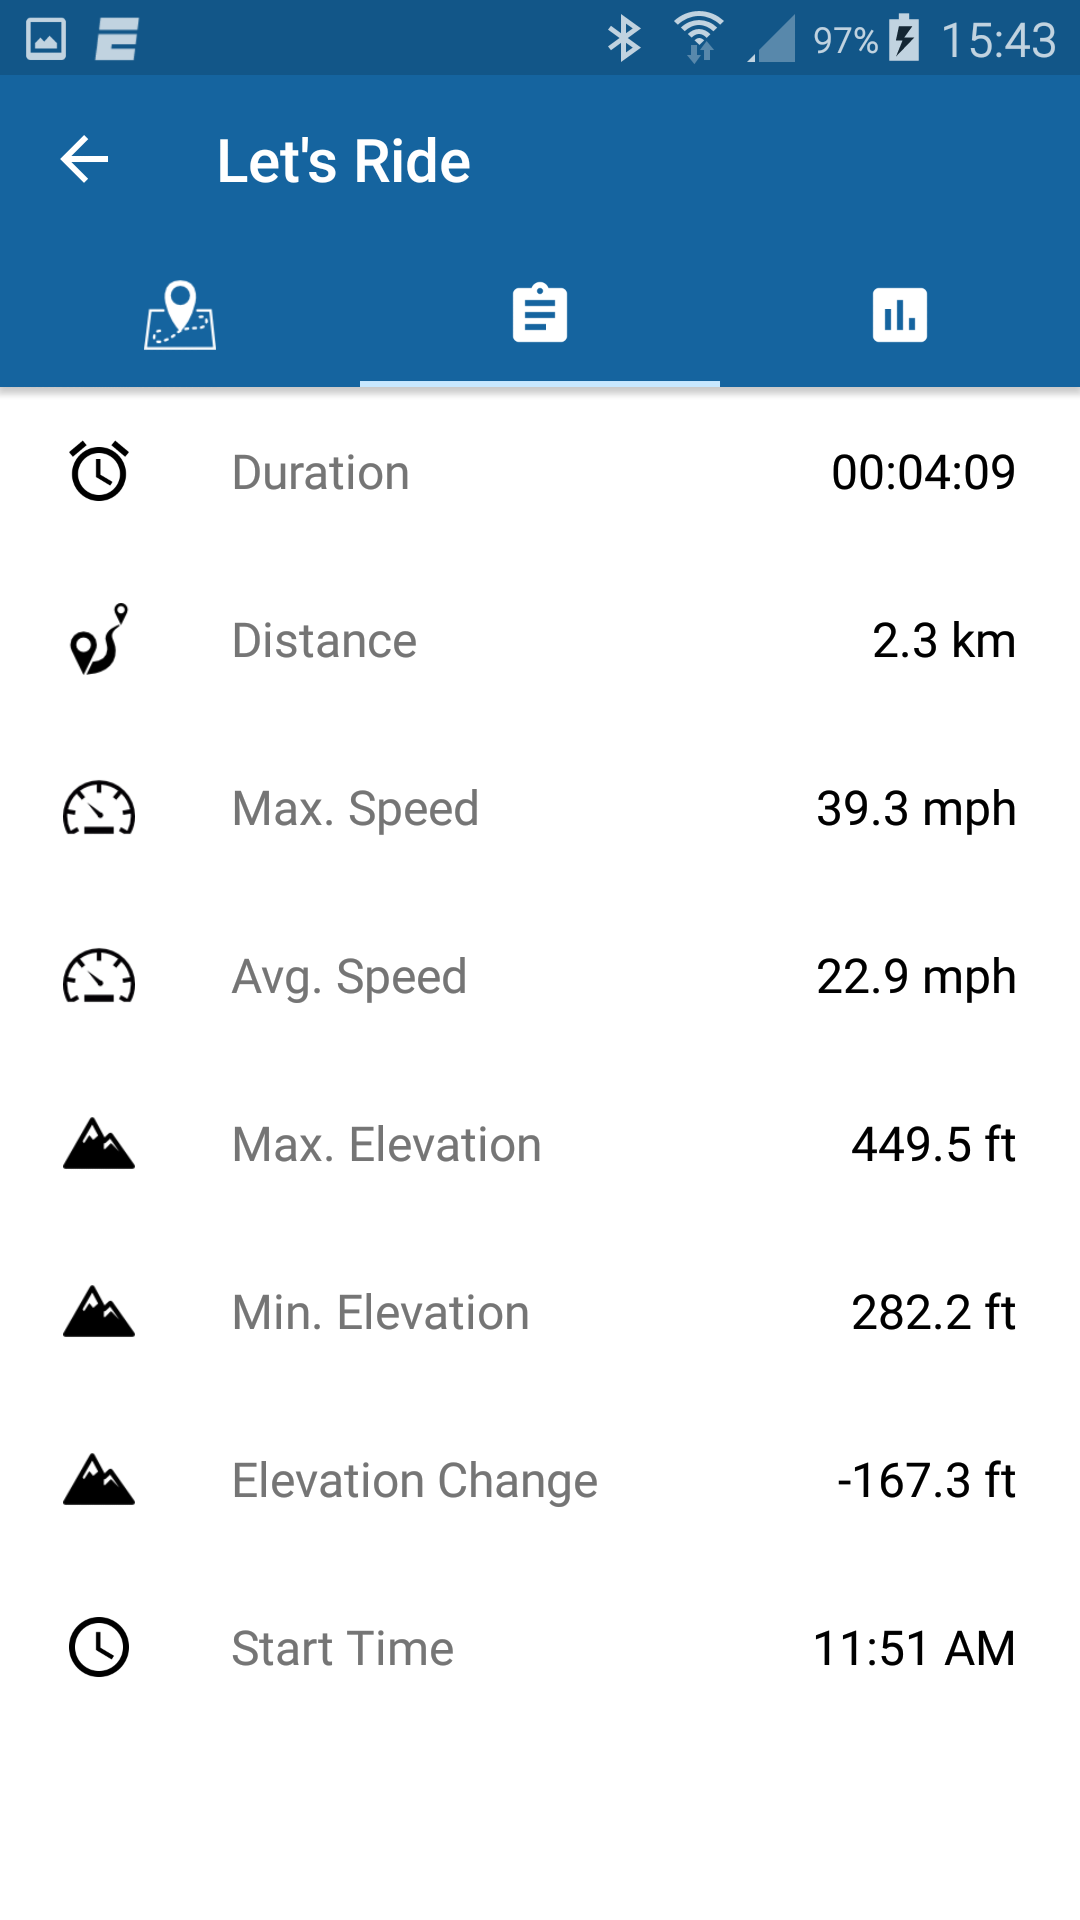 97% 15:43
Let's Ride
Duration 00:04:09
Distance 2.3 km
Max. Speed 39.3 mph
Avg. Speed 22.9 mph
Max. Elevation 449.5 ft
Min. Elevation 282.2 ft
Elevation Change -167.3 ft
Start Time 11:51 AM